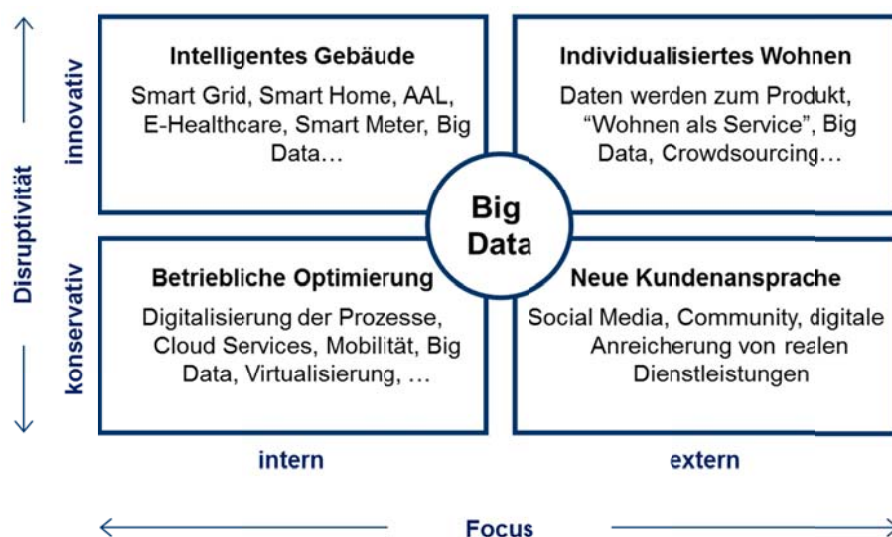 Intelligentes Gebäude
Smart Grid, Smart Home, AAL,
E-Healthcare, Smart Meter, Big
Data…
Individualisiertes Wohnen
Daten werden zum Produkt,
“Wohnen als Service”, Big
Data, Crowdsourcing…
Big
Data
Betriebliche Optimierung
Digitalisierung der Prozesse,
Cloud Services, Mobilität, Big
Data, Virtualisierung, …
Neue Kundenansprache
Social Media, Community, digitale
Anreicherung von realen
Dienstleistungen
Disruptivität
innovativ
konservativ
intern
extern
Focus